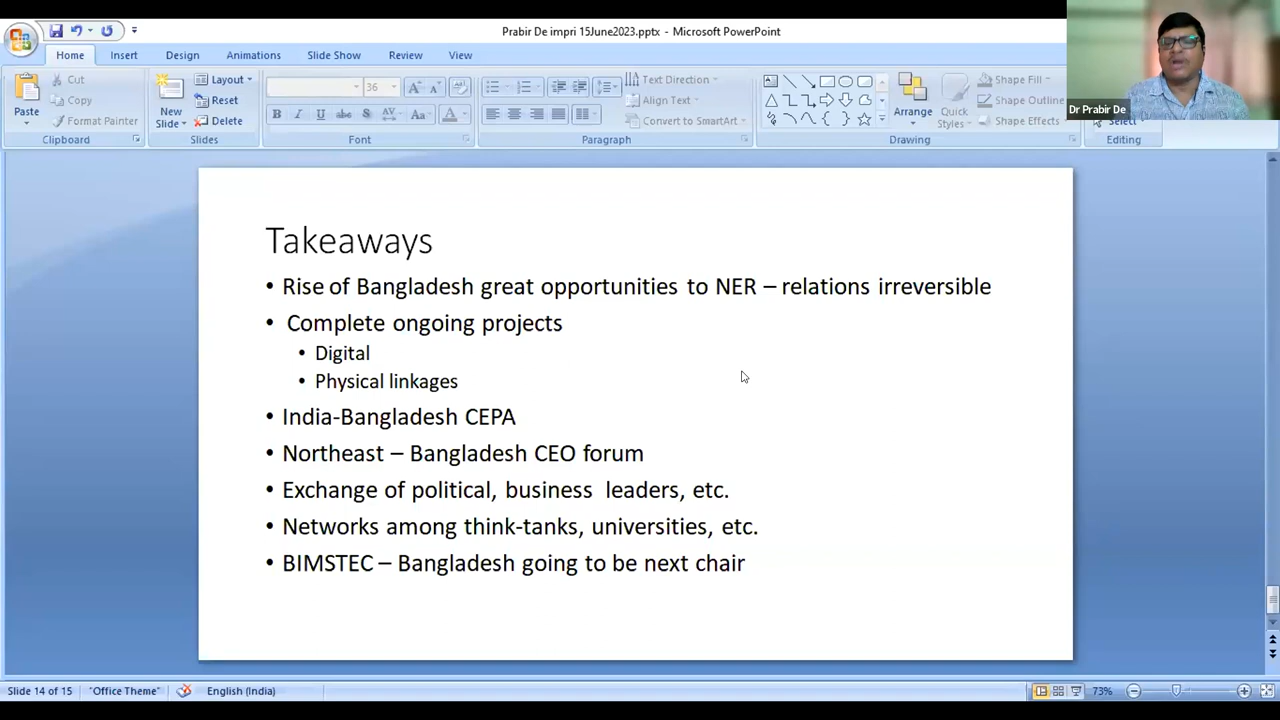 Prabir De impri 15June2023.pptx - Microsoft PowerPoint
Home Insert Design Animations Slide Show Review View
Cut
Copy
Format Painter
Paste
Clipboard
New
Slide
Layout
Reset
Delete
Slides
36
B I U abc S AV Aa A
Font
Text Direction
Align Text
Convert to SmartArt
Paragraph
Arrange
Quick
Styles
Shape Fill
Shape Outline
Shape Effects
Drawing
Select
Editing
Dr Prabir De
Takeaways
• Rise of Bangladesh great opportunities to NER – relations irreversible
• Complete ongoing projects
• Digital
• Physical linkages
• India-Bangladesh CEPA
• Northeast – Bangladesh CEO forum
• Exchange of political, business leaders, etc.
• Networks among think-tanks, universities, etc.
• BIMSTEC – Bangladesh going to be next chair
Slide 14 of 15 "Office Theme" English (India) 73%